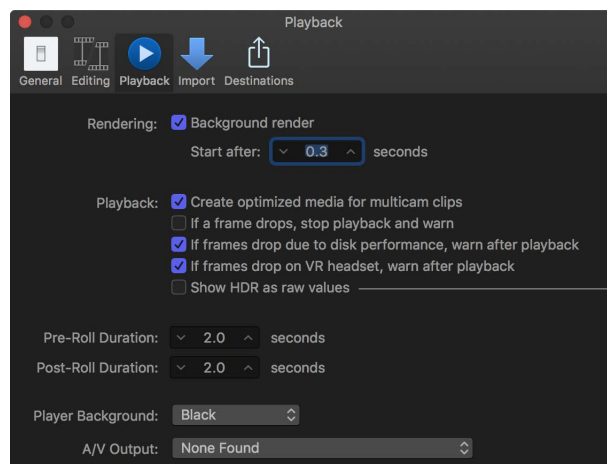 Playback
General Editing Playback Import Destinations
Rendering: Background render
Start after: 0.3 seconds
Playback: Create optimized media for multicam clips
If a frame drops, stop playback and warn
If frames drop due to disk performance, warn after playback
If frames drop on VR headset, warn after playback
Show HDR as raw values
Pre-Roll Duration: 2.0 seconds
Post-Roll Duration: 2.0 seconds
Player Background: Black
A/V Output: None Found